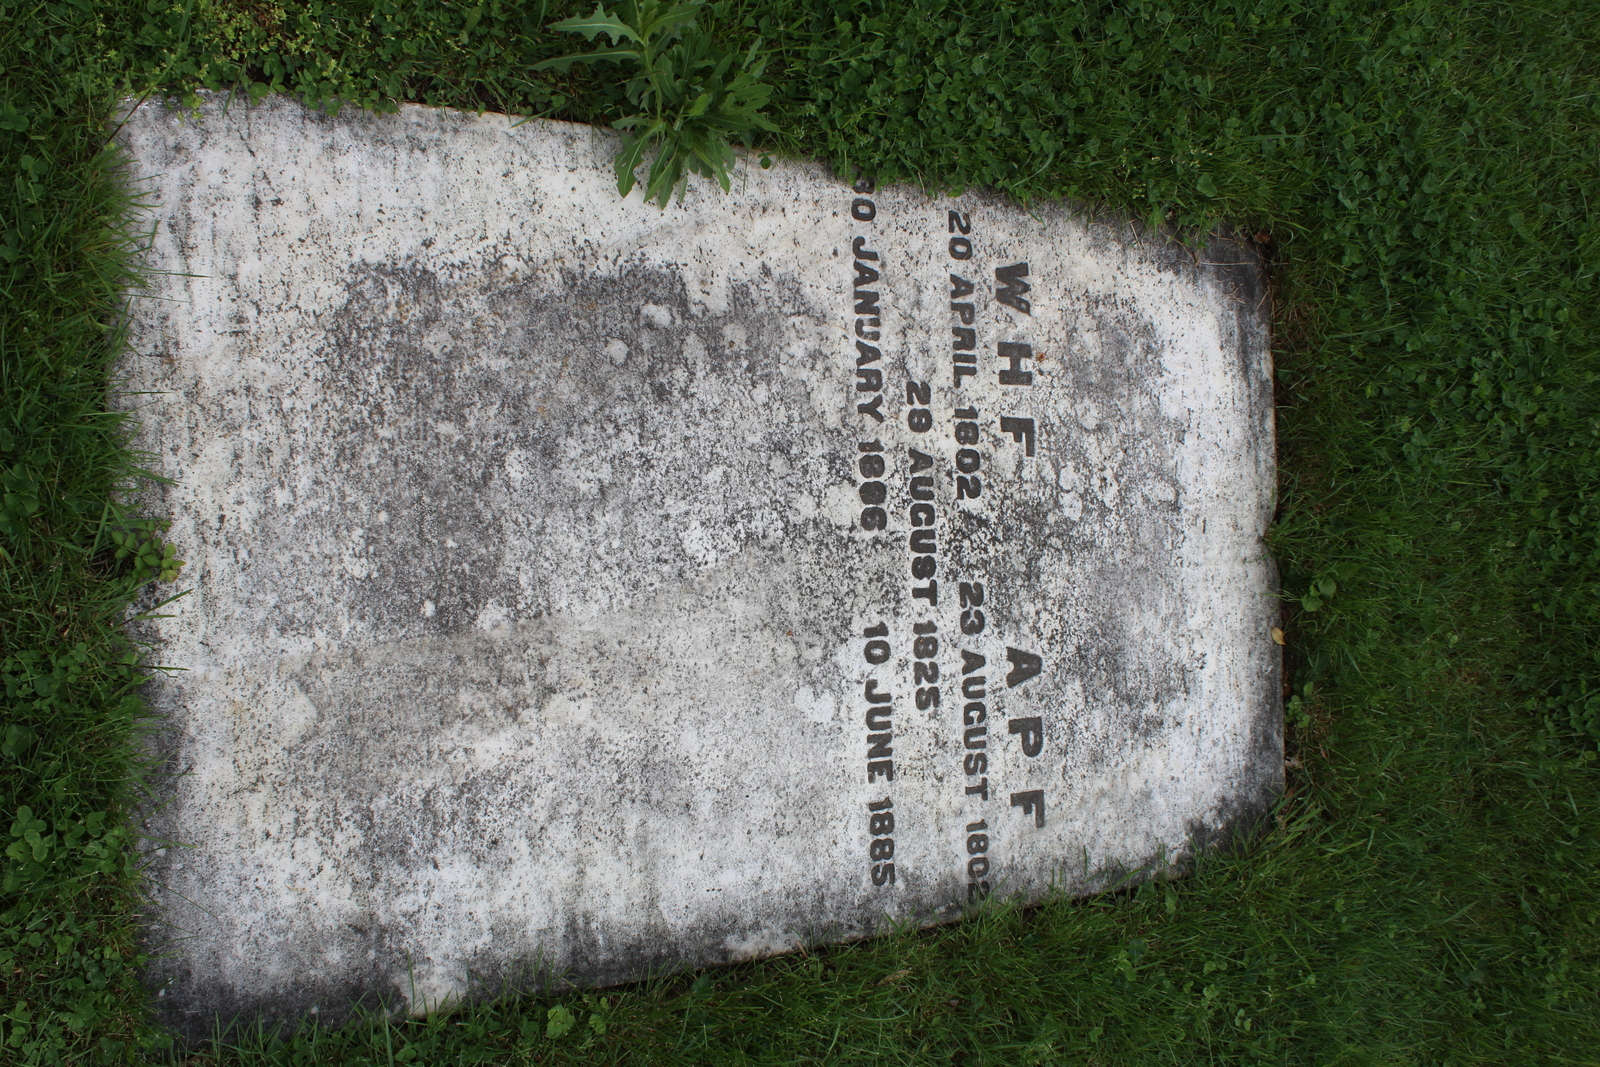 W H F A P F
20 APRIL 1802 23 AUGUST 1802
28 AUGUST 1825
30 JANUARY 1886 10 JUNE 1885